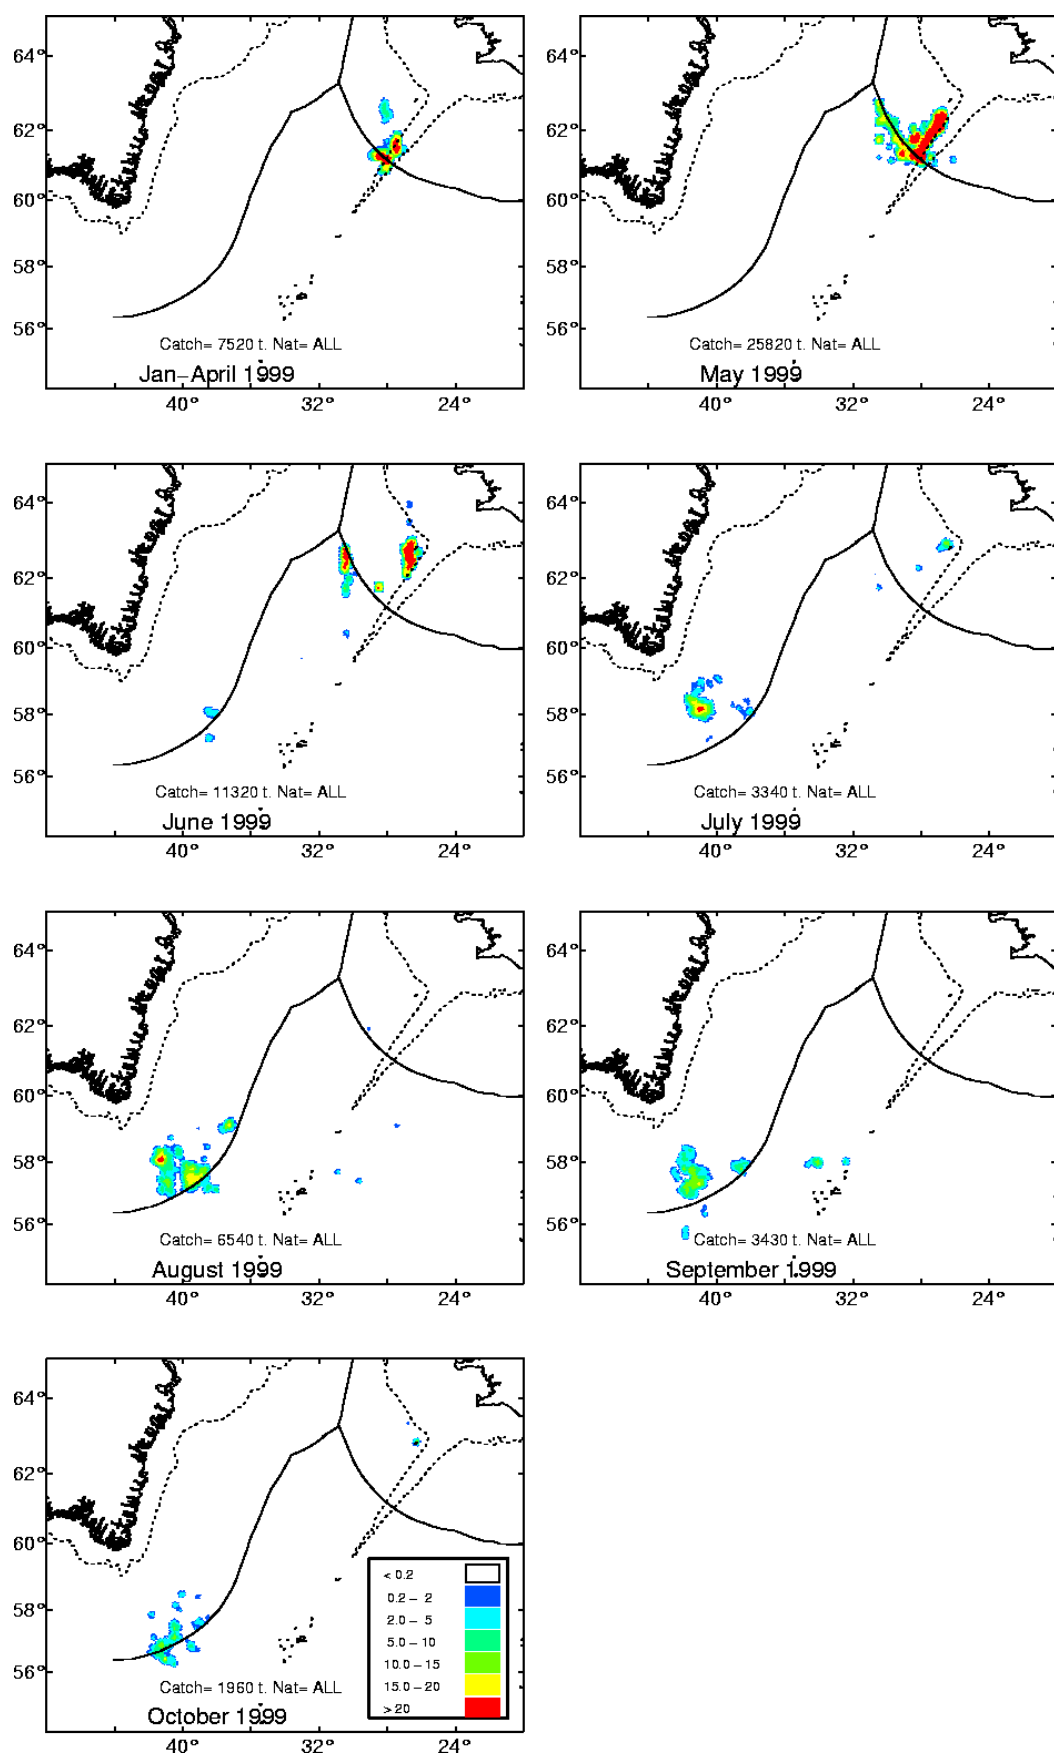 64°
64°
62°
62°
60°
60°
58°
58°
56°
56°
Catch= 7520 t. Nat= ALL
Catch= 25820 t. Nat= ALL
Jan–April 1999
May 1999
40° 32° 24°
40° 32° 24°
64°
64°
62°
62°
60°
60°
58°
58°
56°
56°
Catch= 11320 t. Nat= ALL
Catch= 3340 t. Nat= ALL
June 1999
July 1999
40° 32° 24°
40° 32° 24°
64°
64°
62°
62°
60°
60°
58°
58°
56°
56°
Catch= 6540 t. Nat= ALL
Catch= 3430 t. Nat= ALL
August 1999
September 1999
40° 32° 24°
40° 32° 24°
64°
62°
60°
58°
56°
< 0.2
0.2 – 2
2.0 – 5
5.0 – 10
10.0 – 15
15.0 – 20
> 20
Catch= 1960 t. Nat= ALL
October 1999
40° 32° 24°